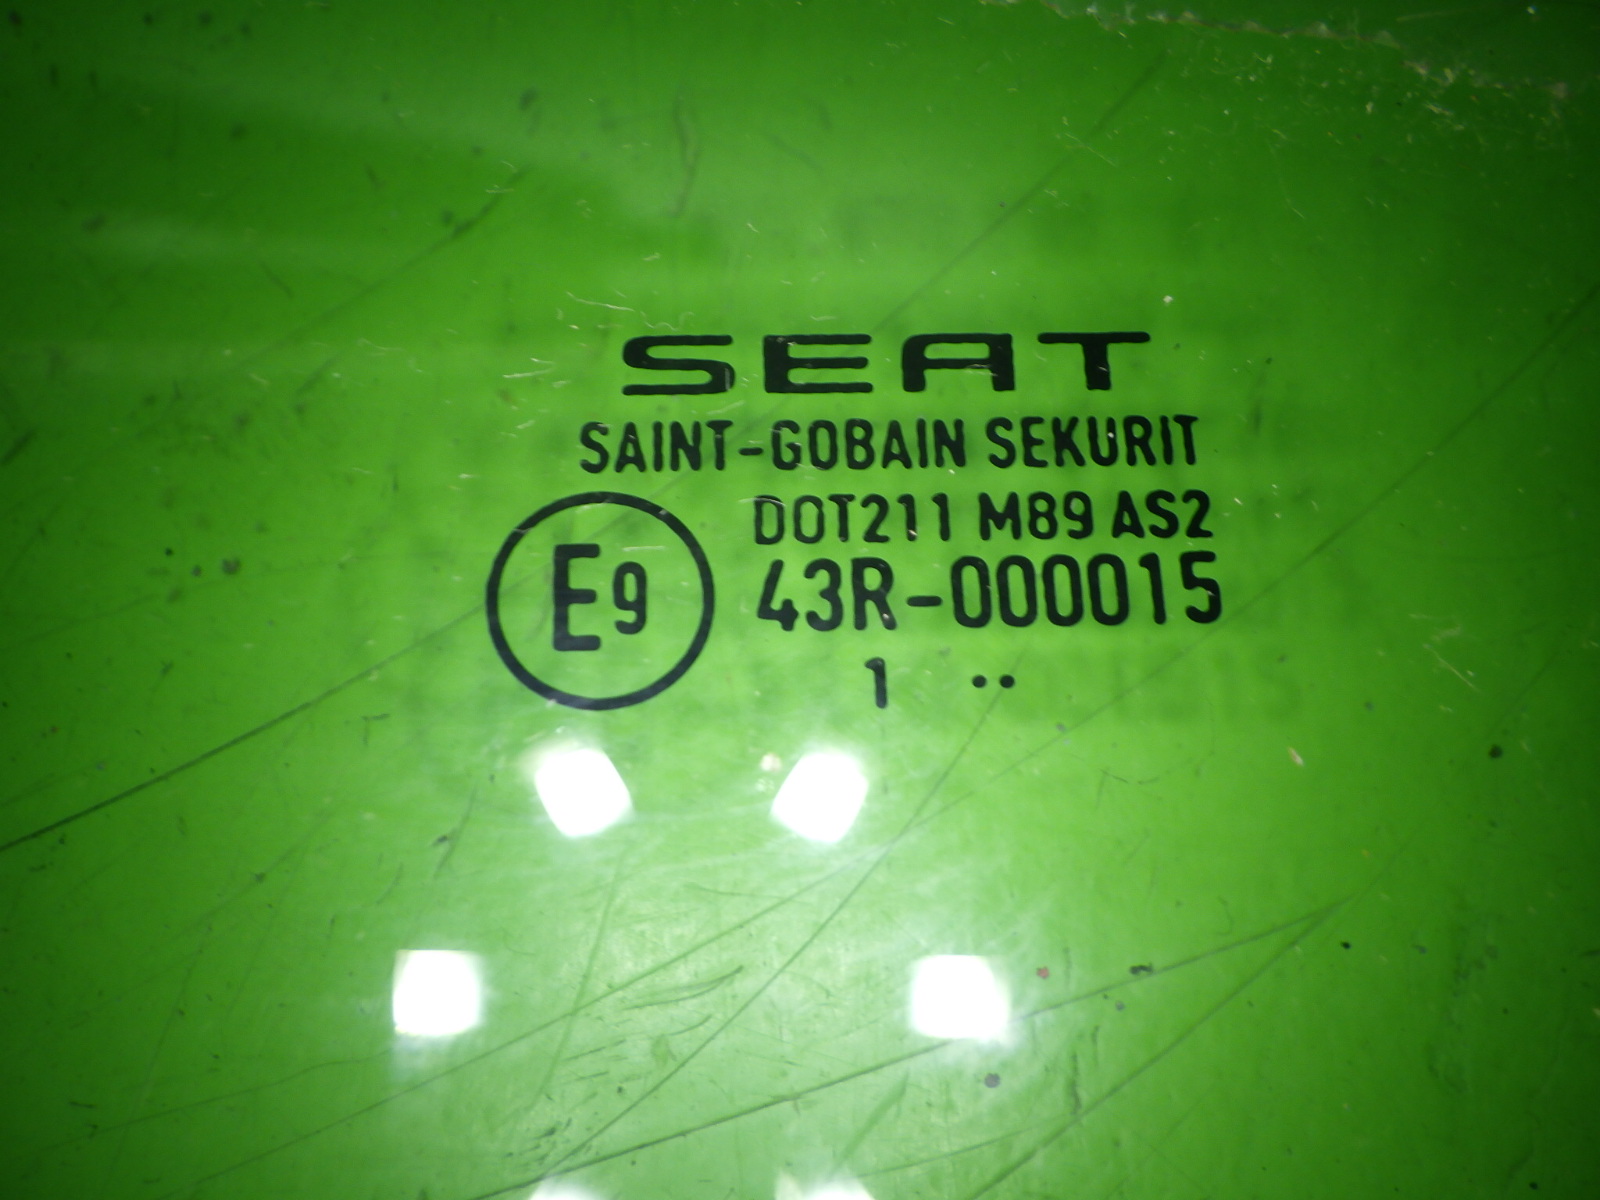 SEAT
SAINT-GOBAIN SEKURIT
DOT211 M89 AS2
E9 43R-000015
1 ..